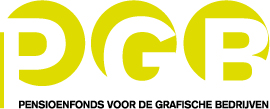 PGB
PENSIOENFONDS VOOR DE GRAFISCHE BEDRIJVEN